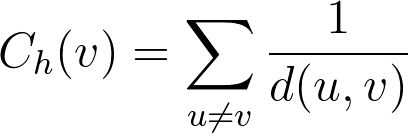 $C_h(v) = \sum_{u \neq v} \frac{1}{d(u, v)}$